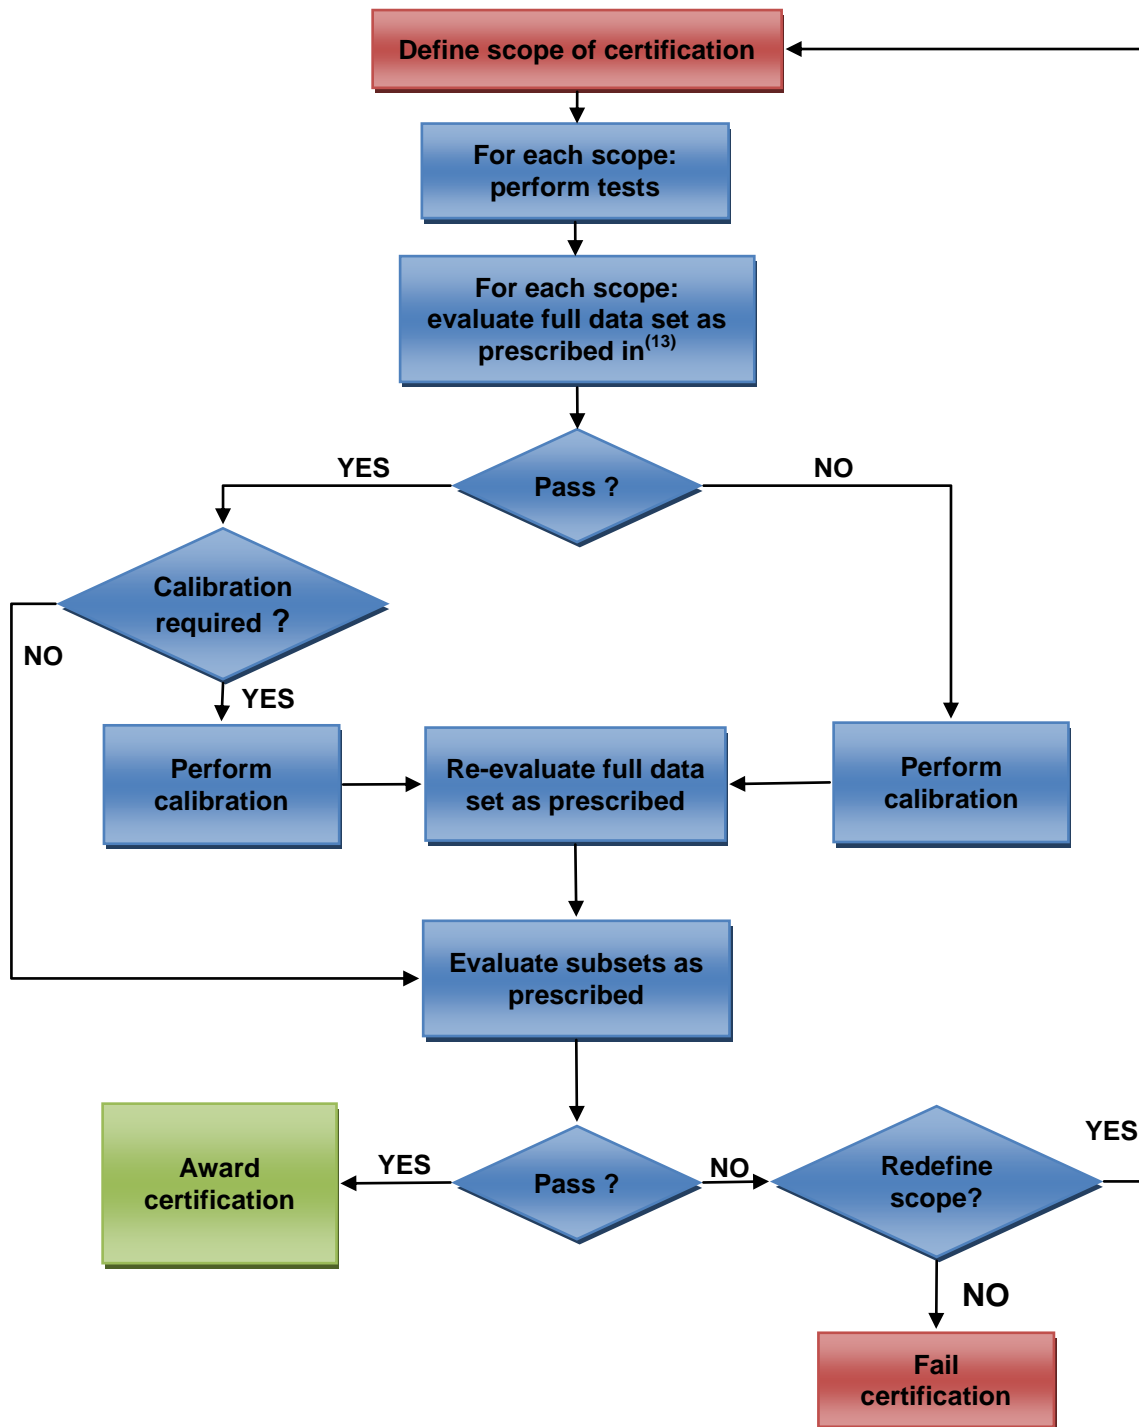 Define scope of certification
For each scope:
perform tests
For each scope:
evaluate full data set as
prescribed in(13)
YES
Pass ?
NO
Calibration
required ?
NO
YES
Perform
calibration
Re-evaluate full data
set as prescribed
Perform
calibration
Evaluate subsets as
prescribed
Award
certification
YES
Pass ?
NO
Redefine
scope?
YES
NO
Fail
certification